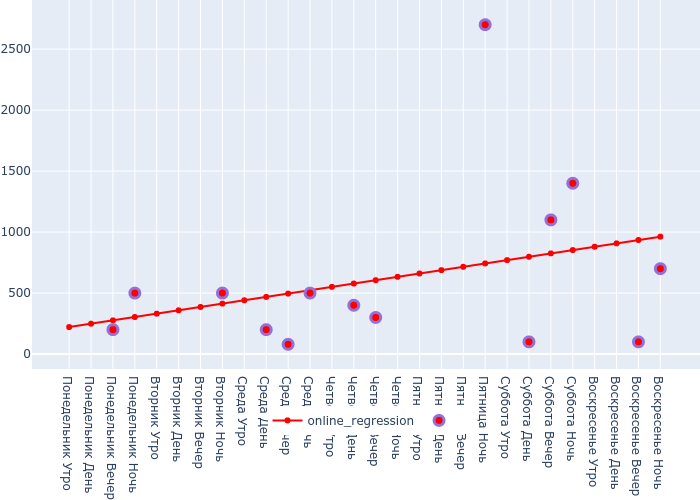 2500
2000
1500
1000
500
0
Понедельник Утро
Понедельник День
Понедельник Вечер
Понедельник Ночь
Вторник Утро
Вторник День
Вторник Вечер
Вторник Ночь
Среда Утро
Среда День
Сред
Сред
Пятница Ночь
Суббота Утро
Суббота День
Суббота Вечер
Суббота Ночь
Воскресенье Утро
Воскресенье День
Воскресенье Вечер
Воскресенье Ночь
online_regression